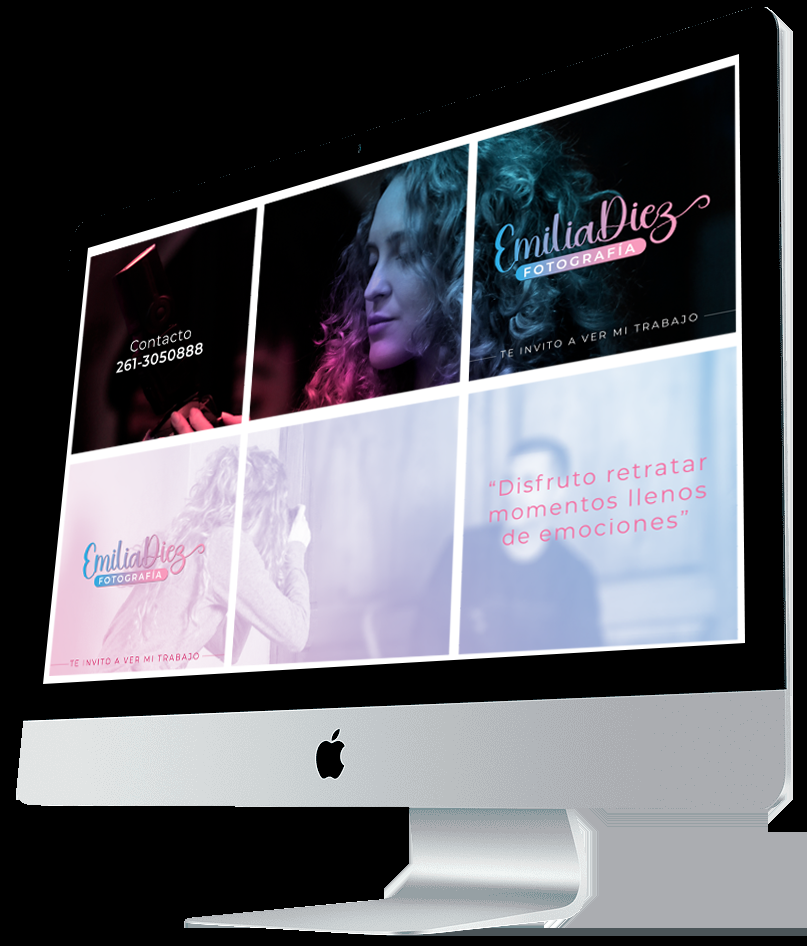 Contacto
261-3050888
EmiliaDiez
FOTOGRAFÍA
TE INVITO A VER MI TRABAJO
EmiliaDiez
FOTOGRAFÍA
TE INVITO A VER MI TRABAJO
“Disfruto retratar
momentos llenos
de emociones”